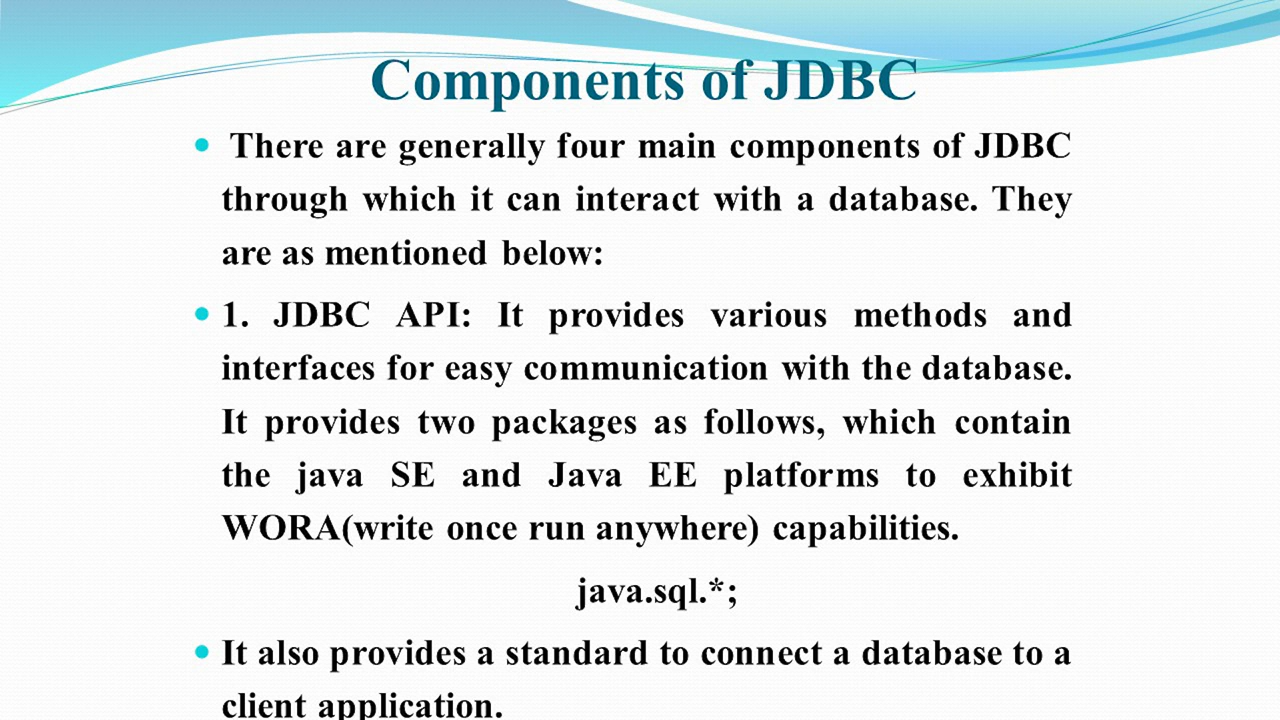 Components of JDBC
There are generally four main components of JDBC
through which it can interact with a database. They
are as mentioned below:
1. JDBC API: It provides various methods and
interfaces for easy communication with the database.
It provides two packages as follows, which contain
the java SE and Java EE platforms to exhibit
WORA(write once run anywhere) capabilities.
java.sql.*;
It also provides a standard to connect a database to a
client application.